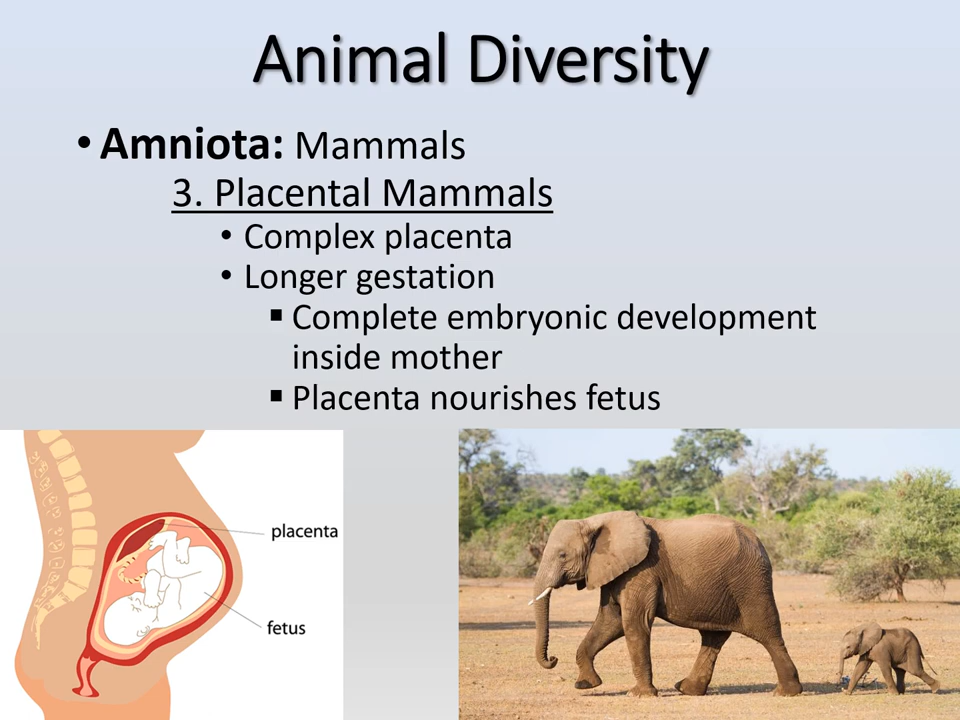 Animal Diversity
• Amniota: Mammals
3. Placental Mammals
• Complex placenta
• Longer gestation
▪ Complete embryonic development
inside mother
▪ Placenta nourishes fetus
placenta
fetus